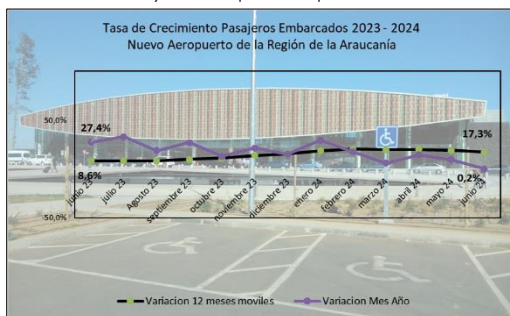 Tasa de Crecimiento Pasajeros Embarcados 2023 - 2024
Nuevo Aeropuerto de la Región de la Araucanía
50,0%
27,4%
17,3%
8,6%
0,2%
-50,0%
junio 23
julio 23
Agosto 23
septiembre 23
octubre 23
noviembre 23
diciembre 23
enero 24
febrero 24
marzo 24
abril 24
mayo 24
junio 24
Variacion 12 meses moviles
Variacion Mes Año